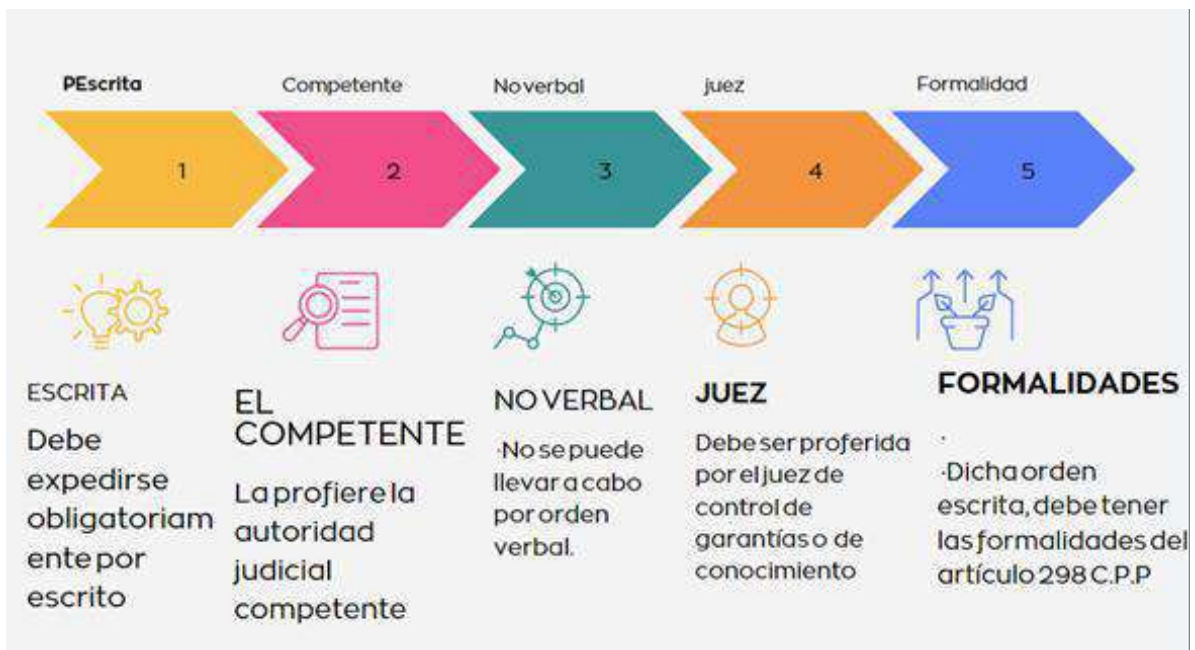 PEscrita
Competente
No verbal
juez
Formalidad
1
2
3
4
5
ESCRITA
Debe
expedirse
obligatoriam
ente por
escrito
EL
COMPETENTE
La profiere la
autoridad
judicial
competente
NO VERBAL
·No se puede
llevar a cabo
por orden
verbal.
JUEZ
Debe ser proferida
por el juez de
control de
garantías o de
conocimiento
FORMALIDADES
·
·Dicha orden
escrita, debe tener
las formalidades del
artículo 298 C.P.P